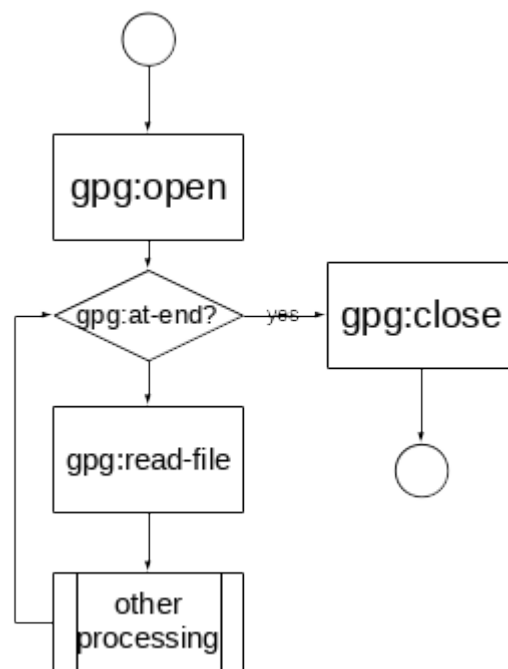 gpg:open
gpg:at-end?
yes
gpg:close
gpg:read-file
other
processing